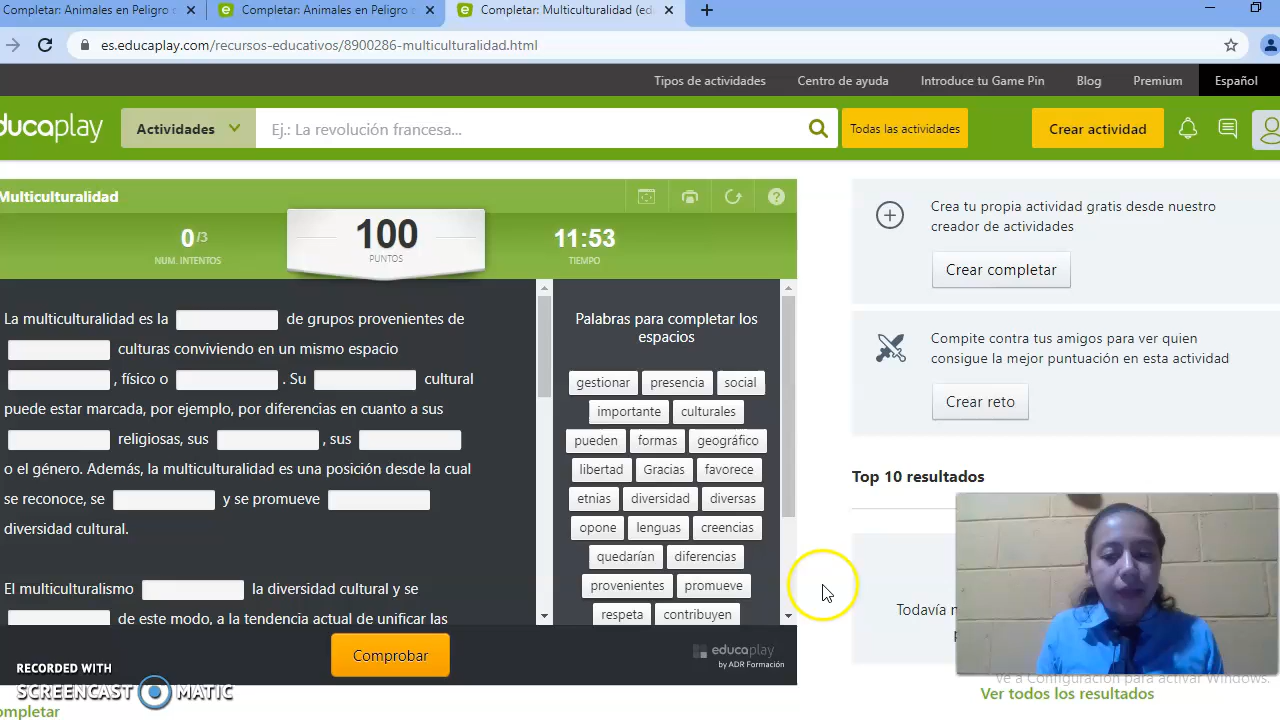 Completar: Animales en Peligro
Completar: Animales en Peligro
Completar: Multiculturalidad (ed
es.educaplay.com/recursos-educativos/8900286-multiculturalidad.html
Tipos de actividades
Centro de ayuda
Introduce tu Game Pin
Blog
Premium
Español
ducaplay
Actividades
Ej.: La revolución francesa...
Todas las actividades
Crear actividad
Multiculturalidad
0/3
NUM. INTENTOS
100
PUNTOS
11:53
TIEMPO
La multiculturalidad es la de grupos provenientes de
culturas conviviendo en un mismo espacio
, físico o . Su cultural
puede estar marcada, por ejemplo, por diferencias en cuanto a sus
religiosas, sus , sus
o el género. Además, la multiculturalidad es una posición desde la cual
se reconoce, se y se promueve
diversidad cultural.
El multiculturalismo la diversidad cultural y se
de este modo, a la tendencia actual de unificar las
Palabras para completar los
espacios
gestionar presencia social
importante culturales
pueden formas geográfico
libertad Gracias favorece
etnias diversidad diversas
opone lenguas creencias
quedarían diferencias
provenientes promueve
respeta contribuyen
Comprobar
educaplay
by ADR Formación
Crea tu propia actividad gratis desde nuestro
creador de actividades
Crear completar
Compite contra tus amigos para ver quien
consigue la mejor puntuación en esta actividad
Crear reto
Top 10 resultados
Todavía
Ve a Configuración para activar Windows.
Ver todos los resultados
RECORDED WITH
SCREENCAST MATIC
ompletar